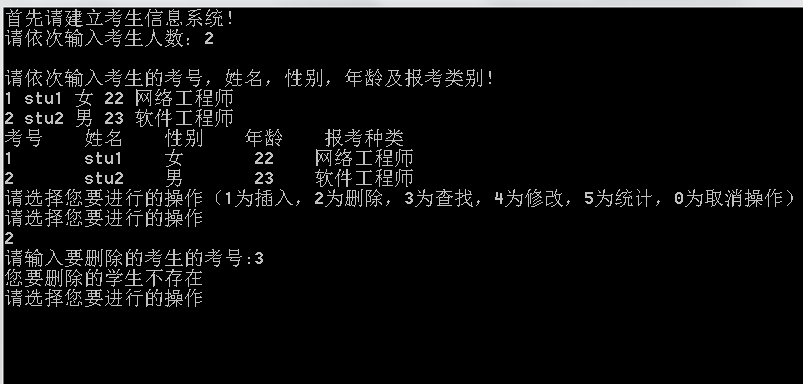 首先请建立考生信息系统!
请依次输入考生人数: 2
请依次输入考生的考号,姓名,性别,年龄及报考类别!
1 stu1 女 22 网络工程师
2 stu2 男 23 软件工程师
考号 姓名 性别 年龄 报考种类
1 stu1 女 22 网络工程师
2 stu2 男 23 软件工程师
请选择您要进行的操作(1为插入,2为删除,3为查找,4为修改,5为统计,0为取消操作)
请选择您要进行的操作
2
请输入要删除的考生的考号:3
您要删除的学生不存在
请选择您要进行的操作